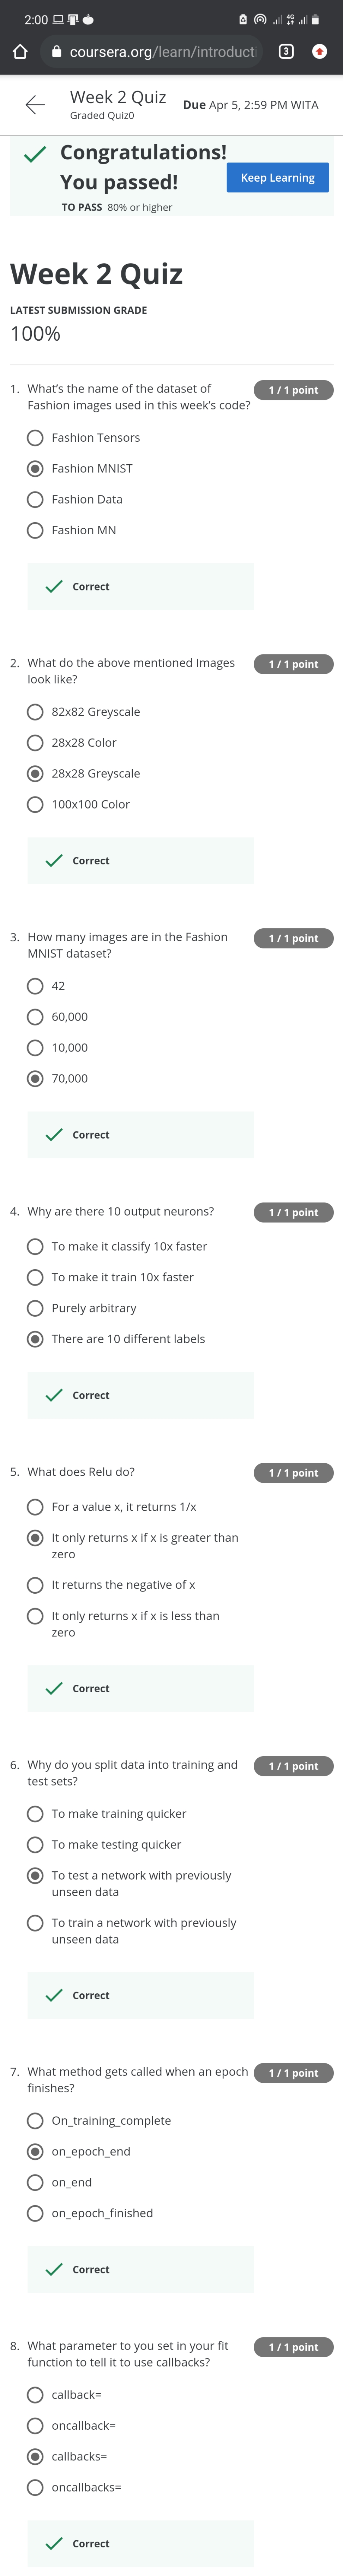 2:00
4G
coursera.org/learn/introducti
3
Week 2 Quiz
Graded Quiz0
Due Apr 5, 2:59 PM WITA
Congratulations!
You passed!
Keep Learning
TO PASS 80% or higher
Week 2 Quiz
LATEST SUBMISSION GRADE
100%
1. What's the name of the dataset of
Fashion images used in this week's code?
1 / 1 point
Fashion Tensors
Fashion MNIST
Fashion Data
Fashion MN
Correct
2. What do the above mentioned Images
look like?
1 / 1 point
82x82 Greyscale
28x28 Color
28x28 Greyscale
100x100 Color
Correct
3. How many images are in the Fashion
MNIST dataset?
1 / 1 point
42
60,000
10,000
70,000
Correct
4. Why are there 10 output neurons?
1 / 1 point
To make it classify 10x faster
To make it train 10x faster
Purely arbitrary
There are 10 different labels
Correct
5. What does Relu do?
1 / 1 point
For a value x, it returns 1/x
It only returns x if x is greater than
zero
It returns the negative of x
It only returns x if x is less than
zero
Correct
6. Why do you split data into training and
test sets?
1 / 1 point
To make training quicker
To make testing quicker
To test a network with previously
unseen data
To train a network with previously
unseen data
Correct
7. What method gets called when an epoch
finishes?
1 / 1 point
On_training_complete
on_epoch_end
on_end
on_epoch_finished
Correct
8. What parameter to you set in your fit
function to tell it to use callbacks?
1 / 1 point
callback=
oncallback=
callbacks=
oncallbacks=
Correct